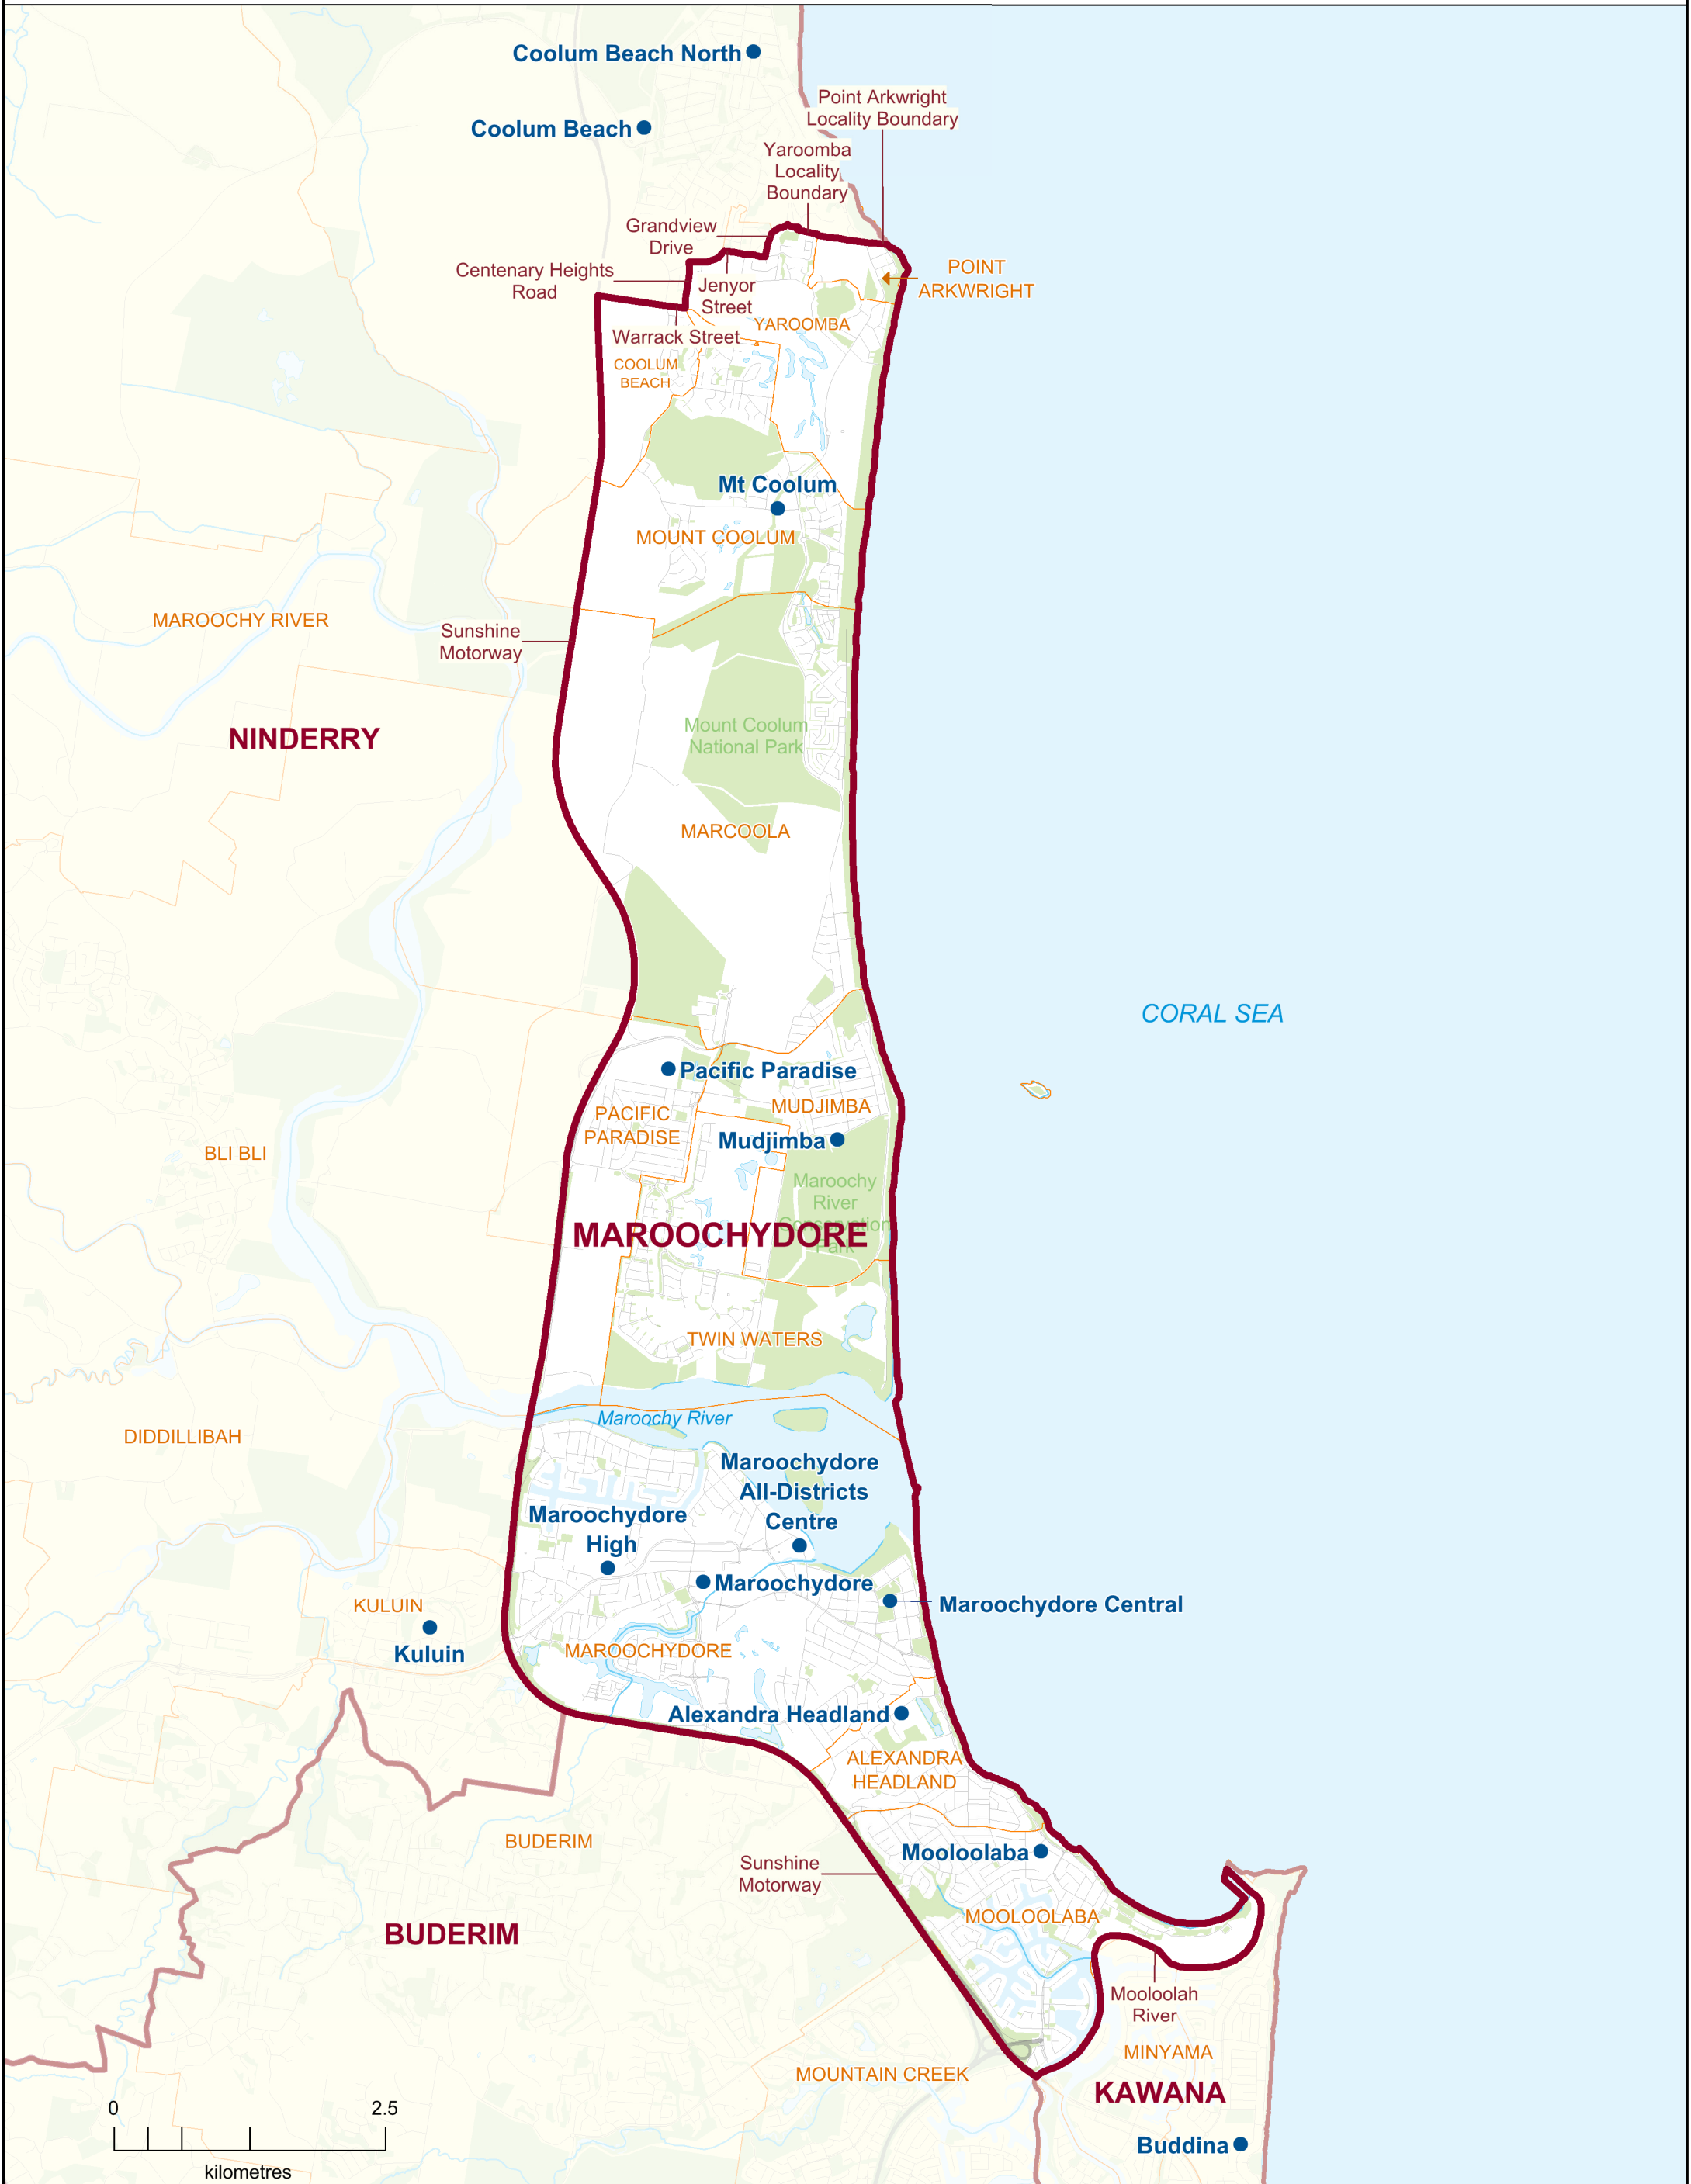 Coolum Beach North
Point Arkwright
Locality Boundary
Coolum Beach
Yaroomba
Locality
Boundary
Grandview
Drive
Centenary Heights
Road
Jenyor
Street
POINT
ARKWRIGHT
Warrack Street
YAROOMBA
COOLUM
BEACH
Mt Coolum
MOUNT COOLUM
MAROOCHY RIVER
Sunshine
Motorway
NINDERRY
Mount Coolum
National Park
MARCOOLA
CORAL SEA
Pacific Paradise
PACIFIC
PARADISE
MUDJIMBA
Mudjimba
BLI BLI
Maroochy
River
Conservation
Park
MAROOCHYDORE
TWIN WATERS
Maroochy River
DIDDILLIBAH
Maroochydore
All-Districts
Centre
Maroochydore
High
Maroochydore
Maroochydore Central
KULUIN
Kuluin
MAROOCHYDORE
Alexandra Headland
ALEXANDRA
HEADLAND
BUDERIM
Mooloolaba
Sunshine
Motorway
MOOLOOLABA
BUDERIM
Mooloolah
River
MINYAMA
MOUNTAIN CREEK
KAWANA
0
2.5
kilometres
Buddina